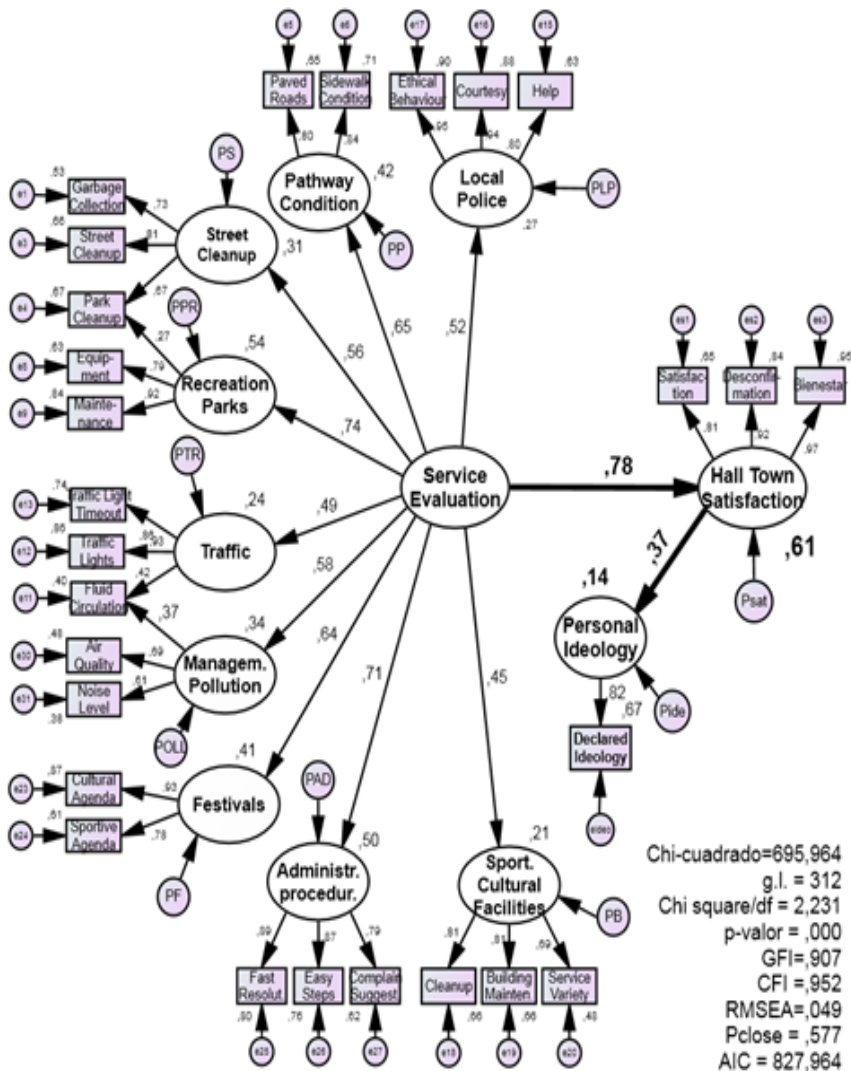 e5
e6
e17
e16
e15
,65
,71
,90
,88
,63
Paved
Roads
Sidewalk
Condition
Ethical
Behaviour
Courtesy
Help
,80
,84
,95
,94
,80
PS
Pathway
Condition
,42
Local
Police
PLP
,27
PP
,53
e1
Garbage
Collection
,73
,66
e3
Street
Cleanup
,81
Street
Cleanup
,31
,67
e4
Park
Cleanup
,67
,27
PPR
,54
,63
Equip-
ment
,79
Recreation
Parks
,84
e9
Mainte-
nance
,92
,65
,52
,56
,74
es1
es2
es3
,65
,84
,95
Satisfac-
tion
Desconfir-
mation
Bienestar
,81
,92
,97
PTR
,24
Service
Evaluation
,78
Hall Town
Satisfaction
,61
,74
e13
Traffic Light
Timeout
,86
e12
Traffic
Lights
,93
Traffic
,49
,40
e11
Fluid
Circulation
,42
,37
,58
,34
,37
,14
Psat
Personal
Ideology
,48
e30
Air
Quality
,69
Managem.
Pollution
,64
,71
,45
e31
Noise
Level
,61
,38
POLL
,82
,67
Pide
Declared
Ideology
eideo
,41
,87
e23
Cultural
Agenda
,93
Festivals
PAD
,61
e24
Sportive
Agenda
,78
PF
,50
,21
Administr.
procedur.
Sport.
Cultural
Facilities
PB
,89
,87
,79
,81
,81
,69
Fast
Resolut
Easy
Steps
Complain
Suggest
Cleanup
Building
Mainten
Service
Variety
,76
,62
,66
,66
,48
e25
e26
e27
e18
e19
e20
Chi-cuadrado=695,964
g.l. = 312
Chi square/df = 2,231
p-valor = ,000
GFI=,907
CFI = ,952
RMSEA=,049
Pclose = ,577
AIC = 827,964